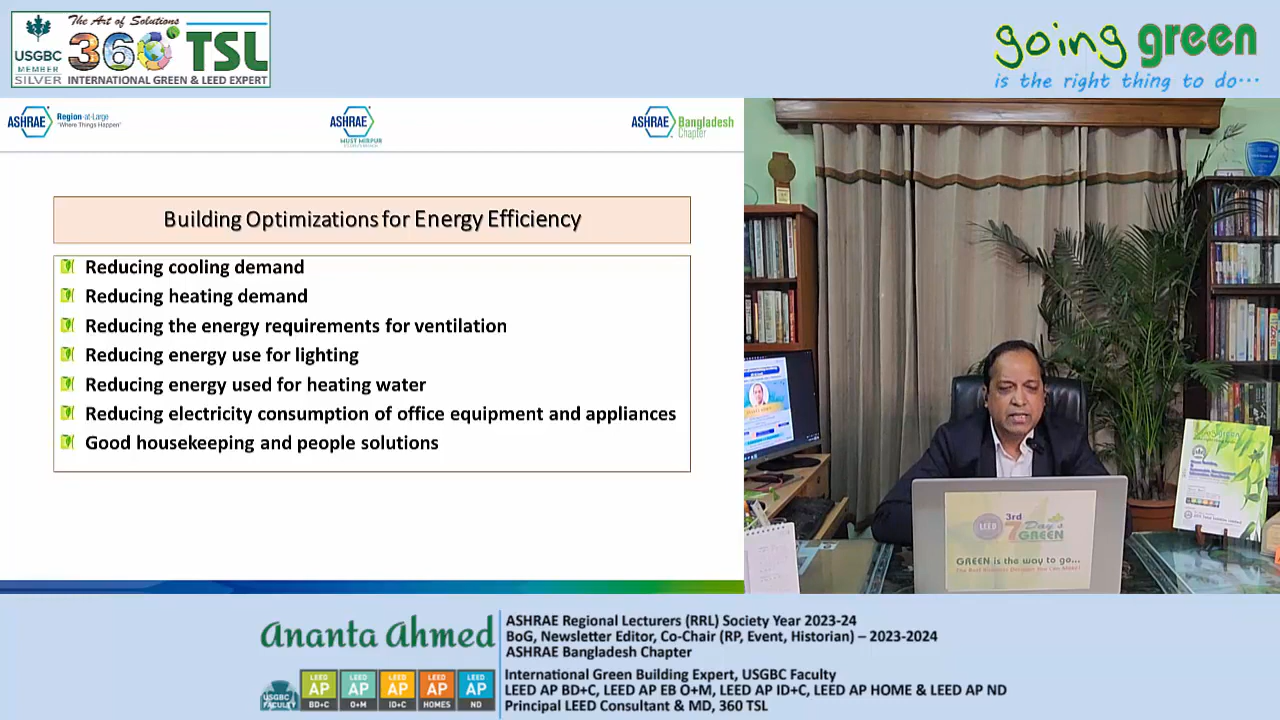 The Art of Solutions
USGBC
MEMBER
SILVER
360° TSL
INTERNATIONAL GREEN & LEED EXPERT
going green
is the right thing to do...
ASHRAE Region-at-Large
"Where Things Happen"
ASHRAE
MUST MIRPUR
ASHRAE Bangladesh
Chapter
Building Optimizations for Energy Efficiency
Reducing cooling demand
Reducing heating demand
Reducing the energy requirements for ventilation
Reducing energy use for lighting
Reducing energy used for heating water
Reducing electricity consumption of office equipment and appliances
Good housekeeping and people solutions
LEED
3rd
7 Day's
GREEN
GREEN is the way to go...
Ananta Ahmed
ASHRAE Regional Lecturers (RRL) Society Year 2023-24
BoG, Newsletter Editor, Co-Chair (RP, Event, Historian) – 2023-2024
ASHRAE Bangladesh Chapter
International Green Building Expert, USGBC Faculty
LEED AP BD+C, LEED AP EB O+M, LEED AP ID+C, LEED AP HOME & LEED AP ND
Principal LEED Consultant & MD, 360 TSL
USGBC
FACULTY
LEED AP BD+C
LEED AP O+M
LEED AP ID+C
LEED AP HOMES
LEED AP ND